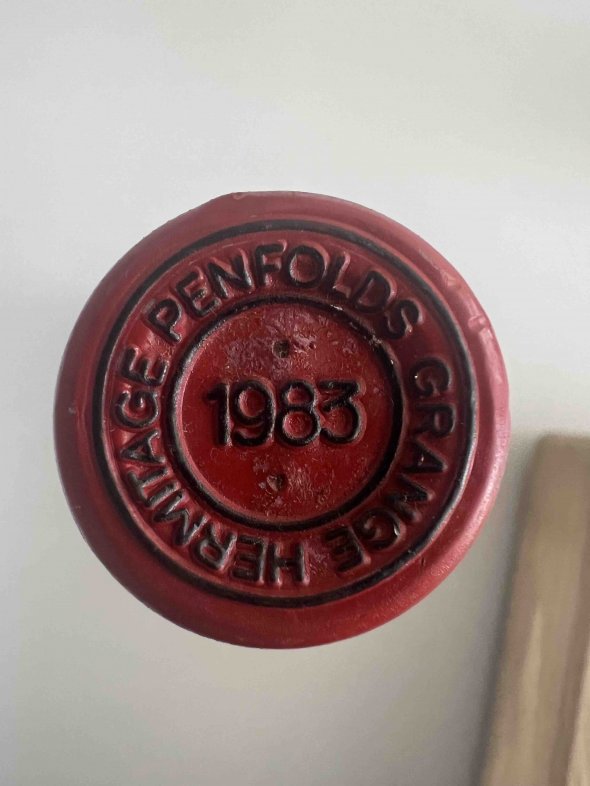 PENFOLDS GRANGE HERMITAGE
1983